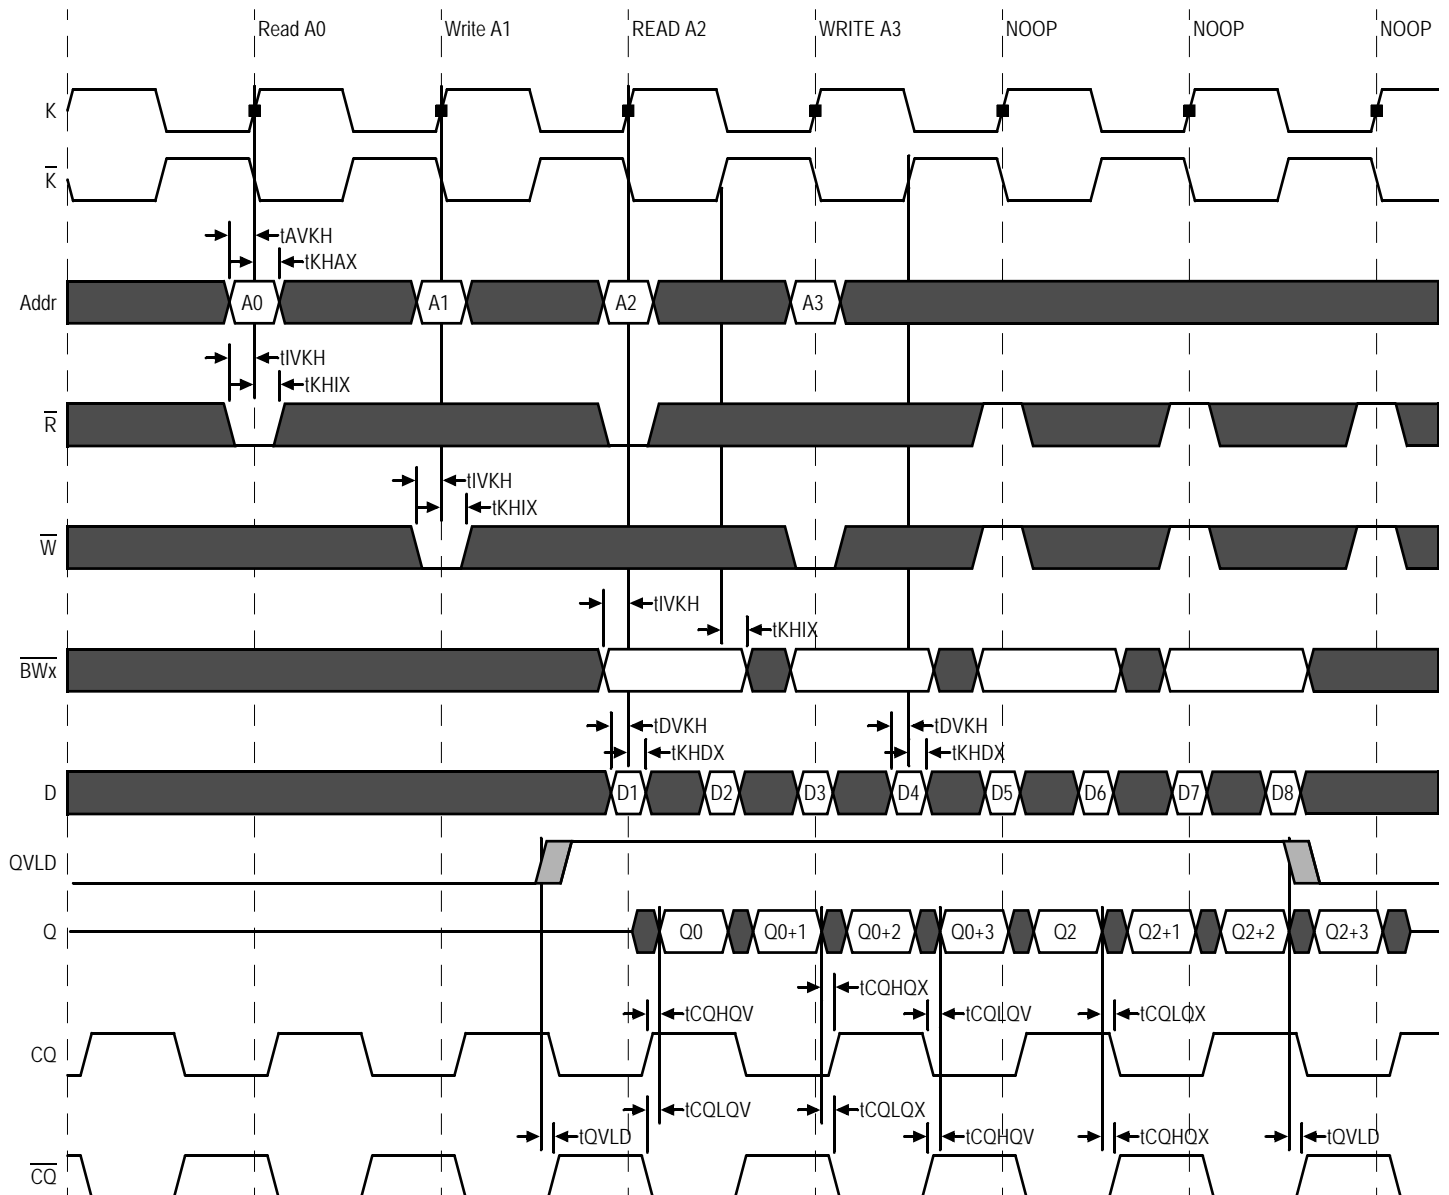 Read A0 Write A1 READ A2 WRITE A3 NOOP NOOP NOOP
K
K
tAVKH
tKHAX
Addr A0 A1 A2 A3
tIVKH
tKHIX
R
tIVKH
tKHIX
W
tIVKH
tKHIX
BWx
tDVKH tDVKH
tKHDX tKHDX
D D1 D2 D3 D4 D5 D6 D7 D8
QVLD
Q Q0 Q0+1 Q0+2 Q0+3 Q2 Q2+1 Q2+2 Q2+3
tCQHQX
tCQHQV tCQLQV tCQLQX
CQ
tCQLQV tCQLQX
tQVLD tCQHQV tCQHQX tQVLD
CQ